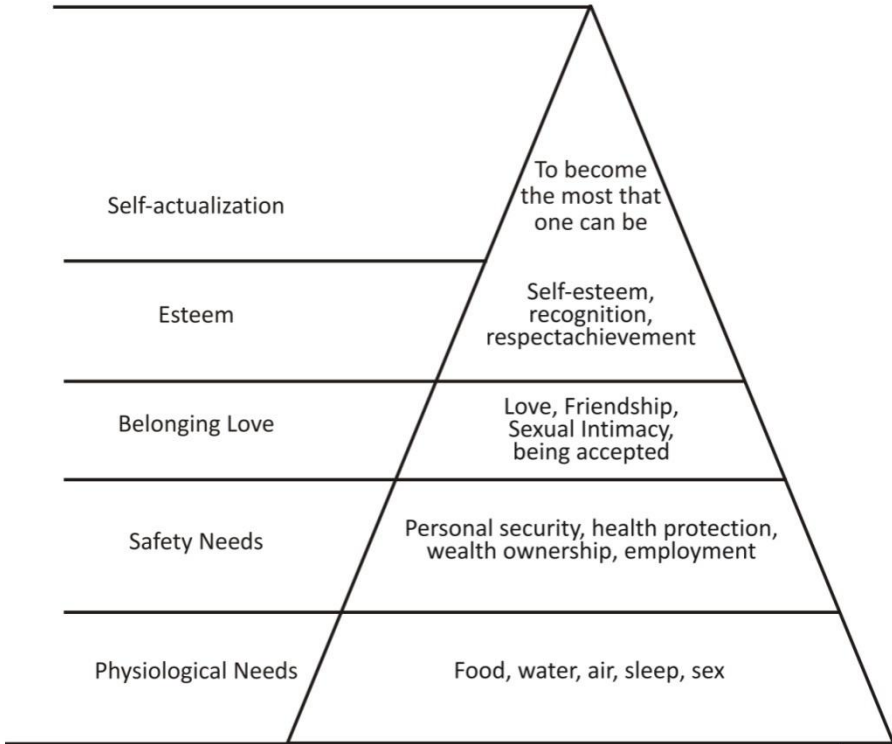 Self-actualization
To become
the most that
one can be
Esteem
Self-esteem,
recognition,
respectachievement
Belonging Love
Love, Friendship,
Sexual Intimacy,
being accepted
Safety Needs
Personal security, health protection,
wealth ownership, employment
Physiological Needs
Food, water, air, sleep, sex